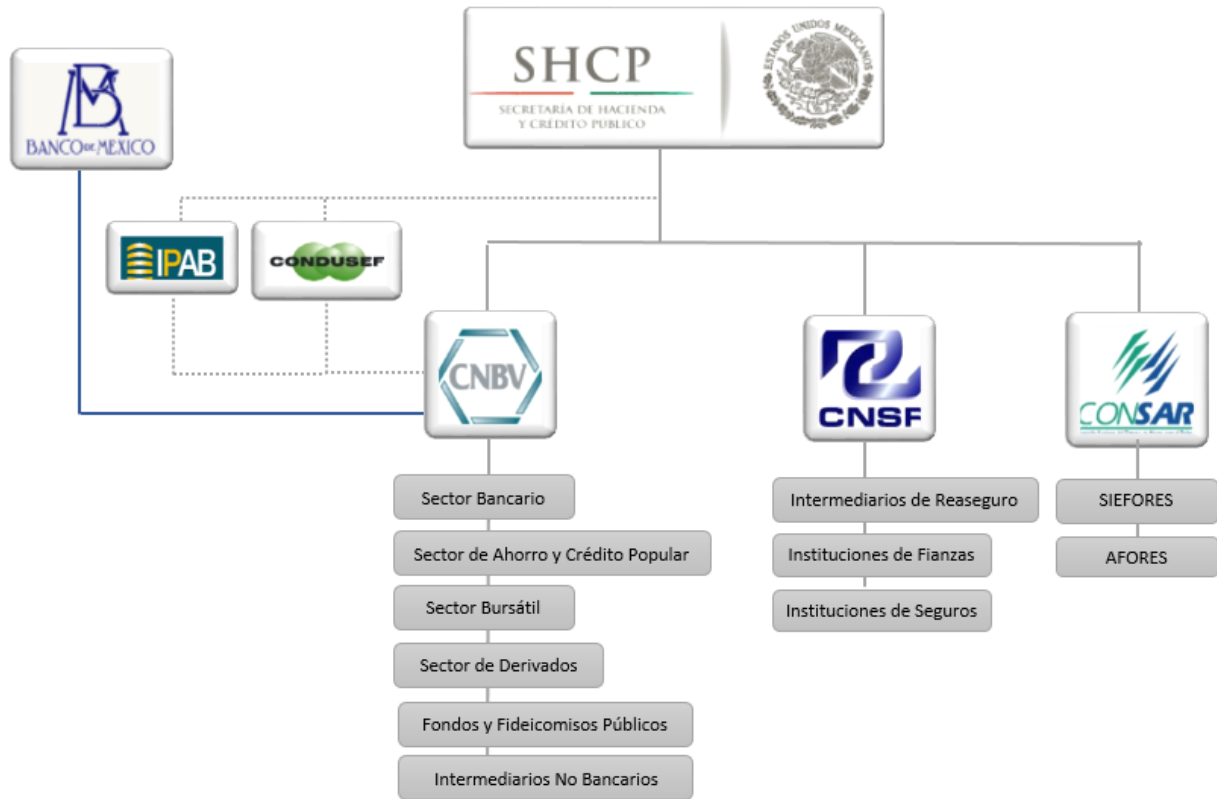 SHCP
SECRETARÍA DE HACIENDA
Y CRÉDITO PÚBLICO
ESTADOS UNIDOS MEXICANOS
BM
BANCO DE MEXICO
IPAB
CONDUSEF
CNBV
CNSF
CONSAR
Sector Bancario
Sector de Ahorro y Crédito Popular
Sector Bursátil
Sector de Derivados
Fondos y Fideicomisos Públicos
Intermediarios No Bancarios
Intermediarios de Reaseguro
Instituciones de Fianzas
Instituciones de Seguros
SIEFORES
AFORES